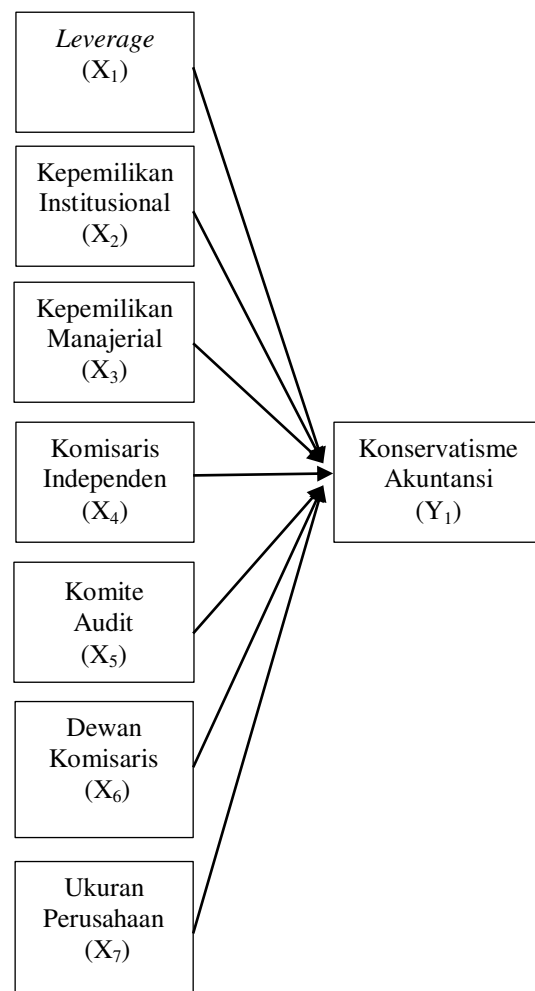 Leverage
(X₁)
Kepemilikan
Institusional
(X₂)
Kepemilikan
Manajerial
(X₃)
Komisaris
Independen
(X₄)
Konservatisme
Akuntansi
(Y₁)
Komite
Audit
(X₅)
Dewan
Komisaris
(X₆)
Ukuran
Perusahaan
(X₇)